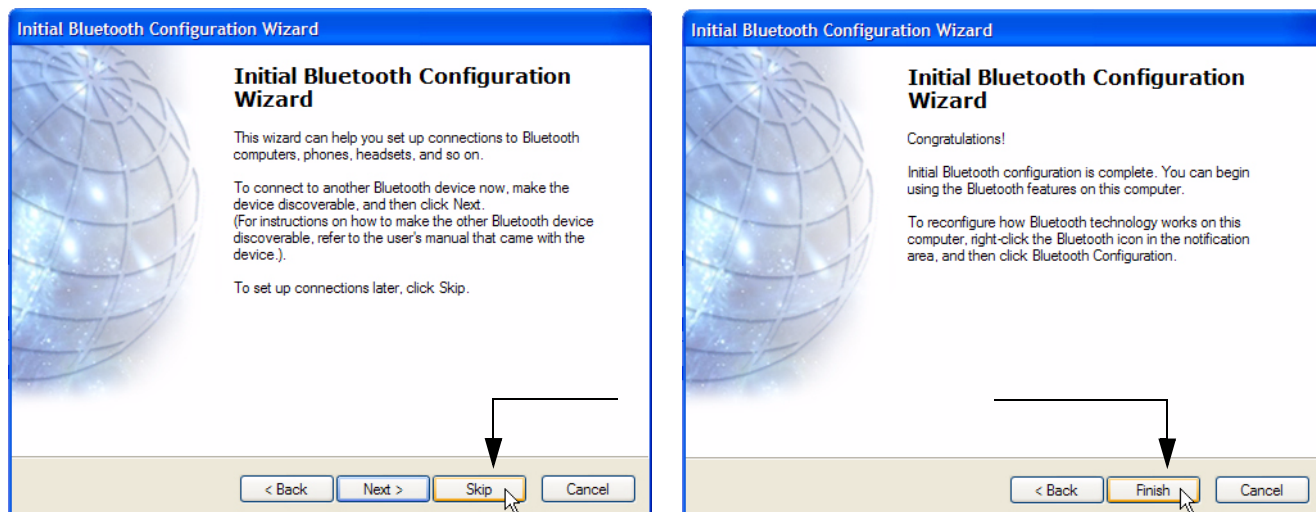 Initial Bluetooth Configuration Wizard
Initial Bluetooth Configuration
Wizard
This wizard can help you set up connections to Bluetooth
computers, phones, headsets, and so on.
To connect to another Bluetooth device now, make the
device discoverable, and then click Next.
(For instructions on how to make the other Bluetooth device
discoverable, refer to the user's manual that came with the
device.).
To set up connections later, click Skip.
< Back
Next >
Skip
Cancel
Initial Bluetooth Configuration Wizard
Initial Bluetooth Configuration
Wizard
Congratulations!
Initial Bluetooth configuration is complete. You can begin
using the Bluetooth features on this computer.
To reconfigure how Bluetooth technology works on this
computer, right-click the Bluetooth icon in the notification
area, and then click Bluetooth Configuration.
< Back
Finish
Cancel